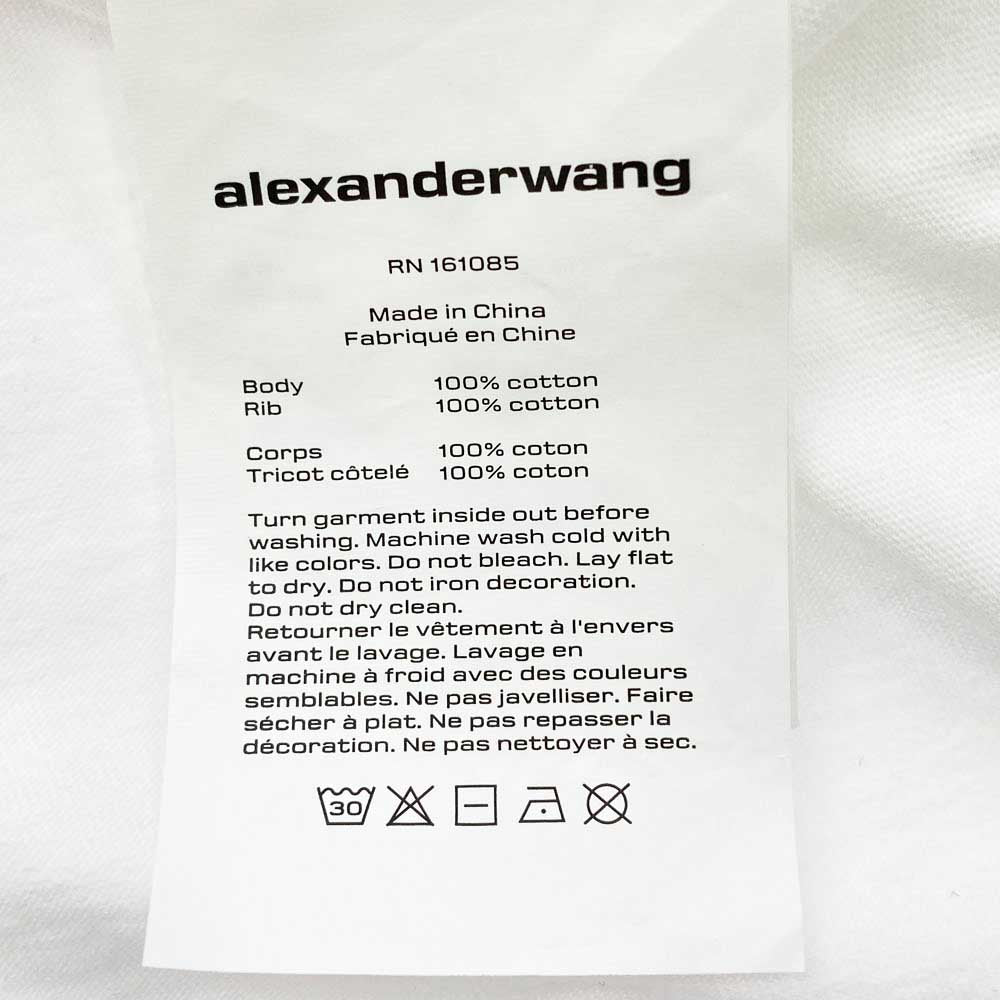 alexanderwang
RN 161085
Made in China
Fabriqué en Chine
Body 100% cotton
Rib 100% cotton
Corps 100% coton
Tricot côtelé 100% coton
Turn garment inside out before
washing. Machine wash cold with
like colors. Do not bleach. Lay flat
to dry. Do not iron decoration.
Do not dry clean.
Retourner le vêtement à l'envers
avant le lavage. Lavage en
machine à froid avec des couleurs
semblables. Ne pas javelliser. Faire
sécher à plat. Ne pas repasser la
décoration. Ne pas nettoyer à sec.
30